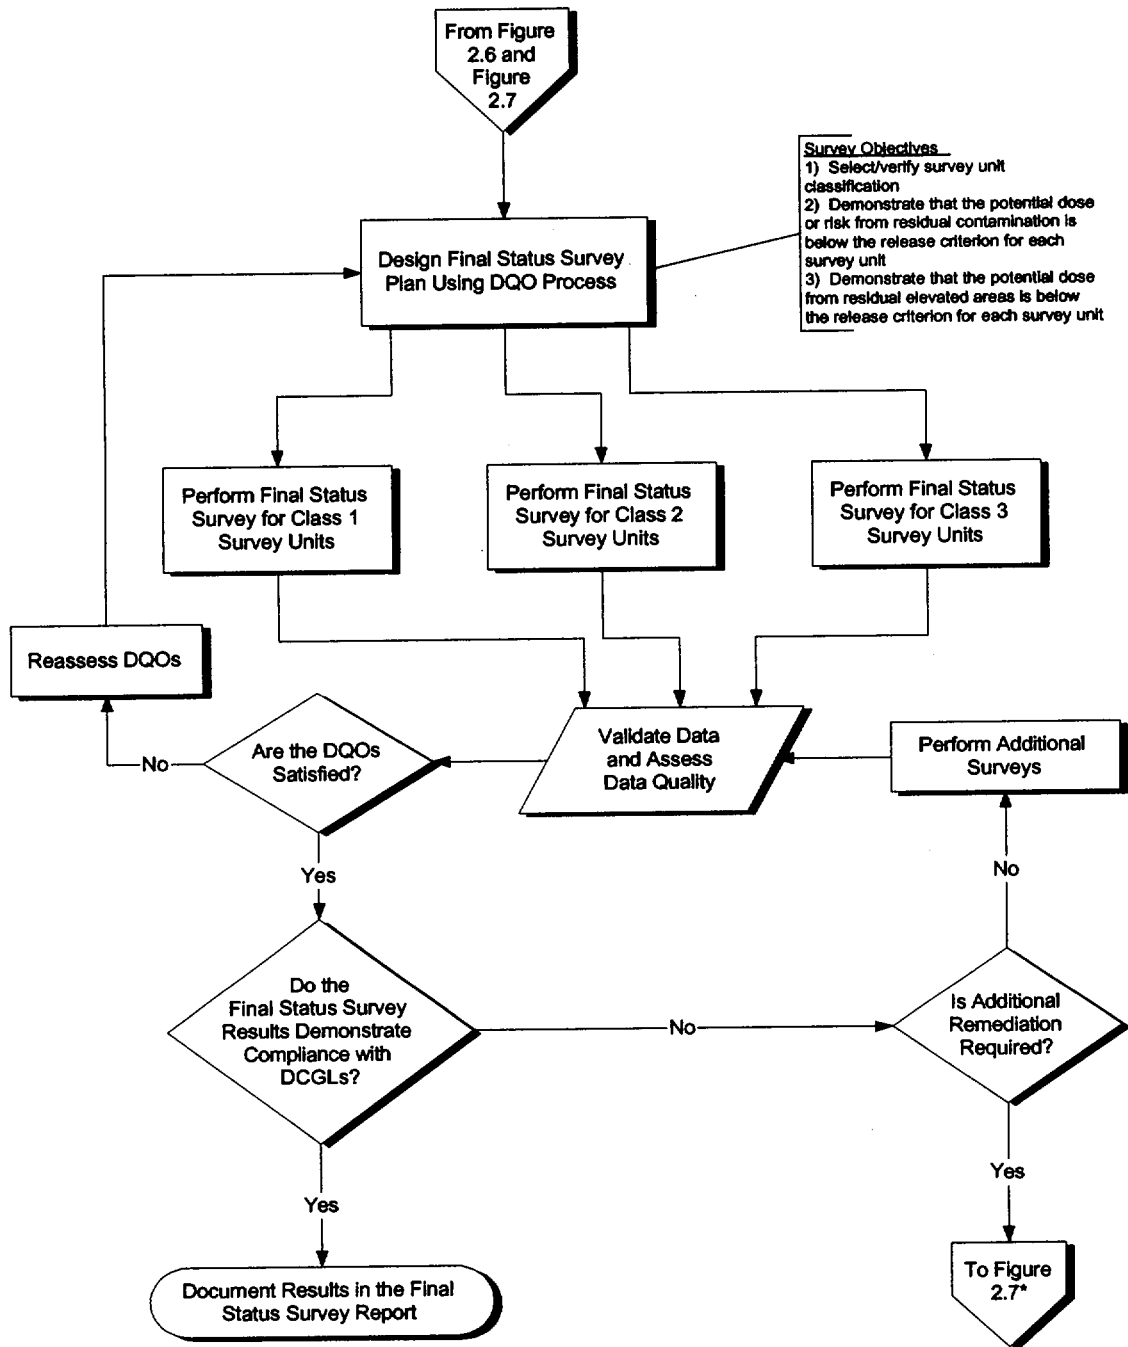 From Figure
2.6 and
Figure
2.7
Survey Objectives
1) Select/verify survey unit
classification
2) Demonstrate that the potential dose
or risk from residual contamination is
below the release criterion for each
survey unit
3) Demonstrate that the potential dose
from residual elevated areas is below
the release criterion for each survey unit
Design Final Status Survey
Plan Using DQO Process
Perform Final Status
Survey for Class 1
Survey Units
Perform Final Status
Survey for Class 2
Survey Units
Perform Final Status
Survey for Class 3
Survey Units
Reassess DQOs
No
Are the DQOs
Satisfied?
Validate Data
and Assess
Data Quality
Perform Additional
Surveys
Yes
No
Do the
Final Status Survey
Results Demonstrate
Compliance with
DCGLs?
No
Is Additional
Remediation
Required?
Yes
Yes
Document Results in the Final
Status Survey Report
To Figure
2.7*